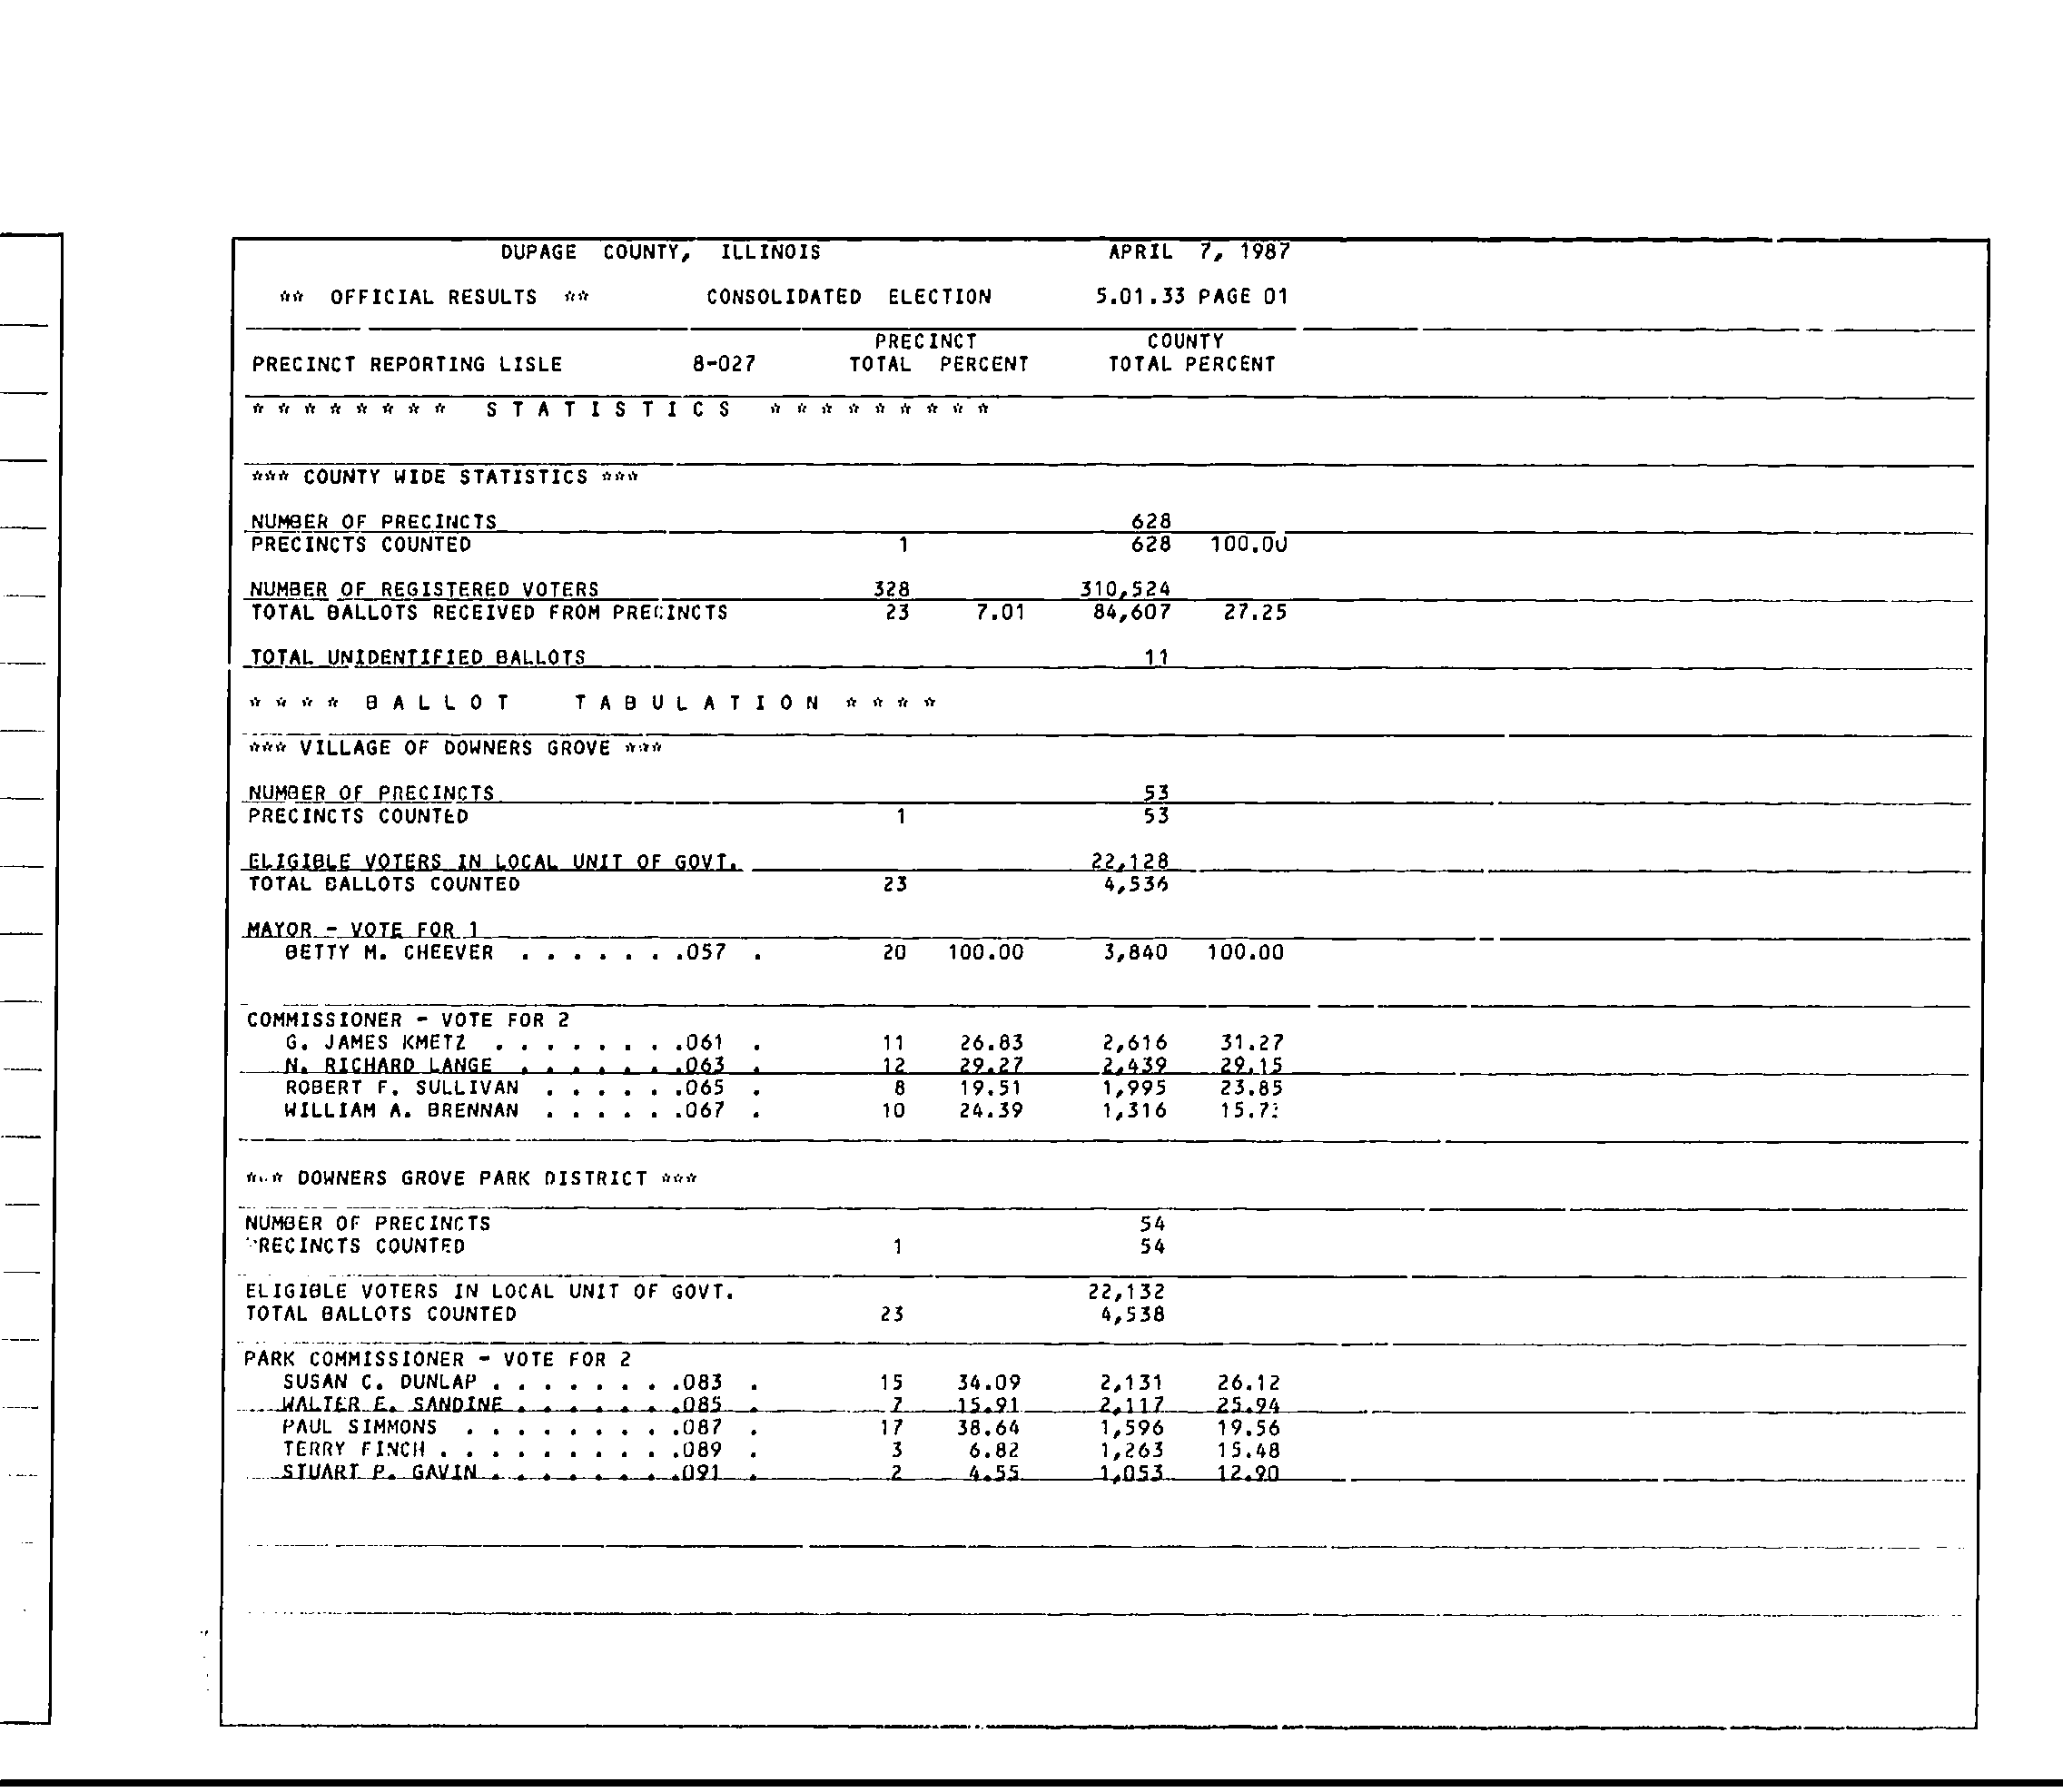 DUPAGE COUNTY, ILLINOIS APRIL 7, 1987
** OFFICIAL RESULTS ** CONSOLIDATED ELECTION 5.01.33 PAGE 01
PRECINCT COUNTY
PRECINCT REPORTING LISLE 8-027 TOTAL PERCENT TOTAL PERCENT
* * * * * * * * S T A T I S T I C S * * * * * * * * *
*** COUNTY WIDE STATISTICS ***
NUMBER OF PRECINCTS 628
PRECINCTS COUNTED 1 628 100.00
NUMBER OF REGISTERED VOTERS 328 310,524
TOTAL BALLOTS RECEIVED FROM PRECINCTS 23 7.01 84,607 27.25
TOTAL UNIDENTIFIED BALLOTS 11
* * * * B A L L O T T A B U L A T I O N * * * *
*** VILLAGE OF DOWNERS GROVE ***
NUMBER OF PRECINCTS 53
PRECINCTS COUNTED 1 53
ELIGIBLE VOTERS IN LOCAL UNIT OF GOVT. 22,128
TOTAL BALLOTS COUNTED 23 4,536
MAYOR - VOTE FOR 1
BETTY M. CHEEVER . . . . . . .057 . 20 100.00 3,840 100.00
COMMISSIONER - VOTE FOR 2
G. JAMES KMETZ . . . . . . . .061 . 11 26.83 2,616 31.27
N. RICHARD LANGE . . . . . . .063 . 12 29.27 2,439 29.15
ROBERT F. SULLIVAN . . . . . .065 . 8 19.51 1,995 23.85
WILLIAM A. BRENNAN . . . . . .067 . 10 24.39 1,316
*** DOWNERS GROVE PARK DISTRICT ***
NUMBER OF PRECINCTS 54
PRECINCTS COUNTED 1 54
ELIGIBLE VOTERS IN LOCAL UNIT OF GOVT. 22,132
TOTAL BALLOTS COUNTED 23 4,538
PARK COMMISSIONER - VOTE FOR 2
SUSAN C. DUNLAP . . . . . . . .083 . 15 34.09 2,131 26.12
WALTER E. SANDINE . . . . . . .085 . 7 15.91 2,117 25.94
PAUL SIMMONS . . . . . . . . .087 . 17 38.64 1,596 19.56
TERRY FINCH . . . . . . . . . .089 . 3 6.82 1,263 15.48
STUART P. GAVIN . . . . . . . .091 . 2 4.55 1,053 12.90